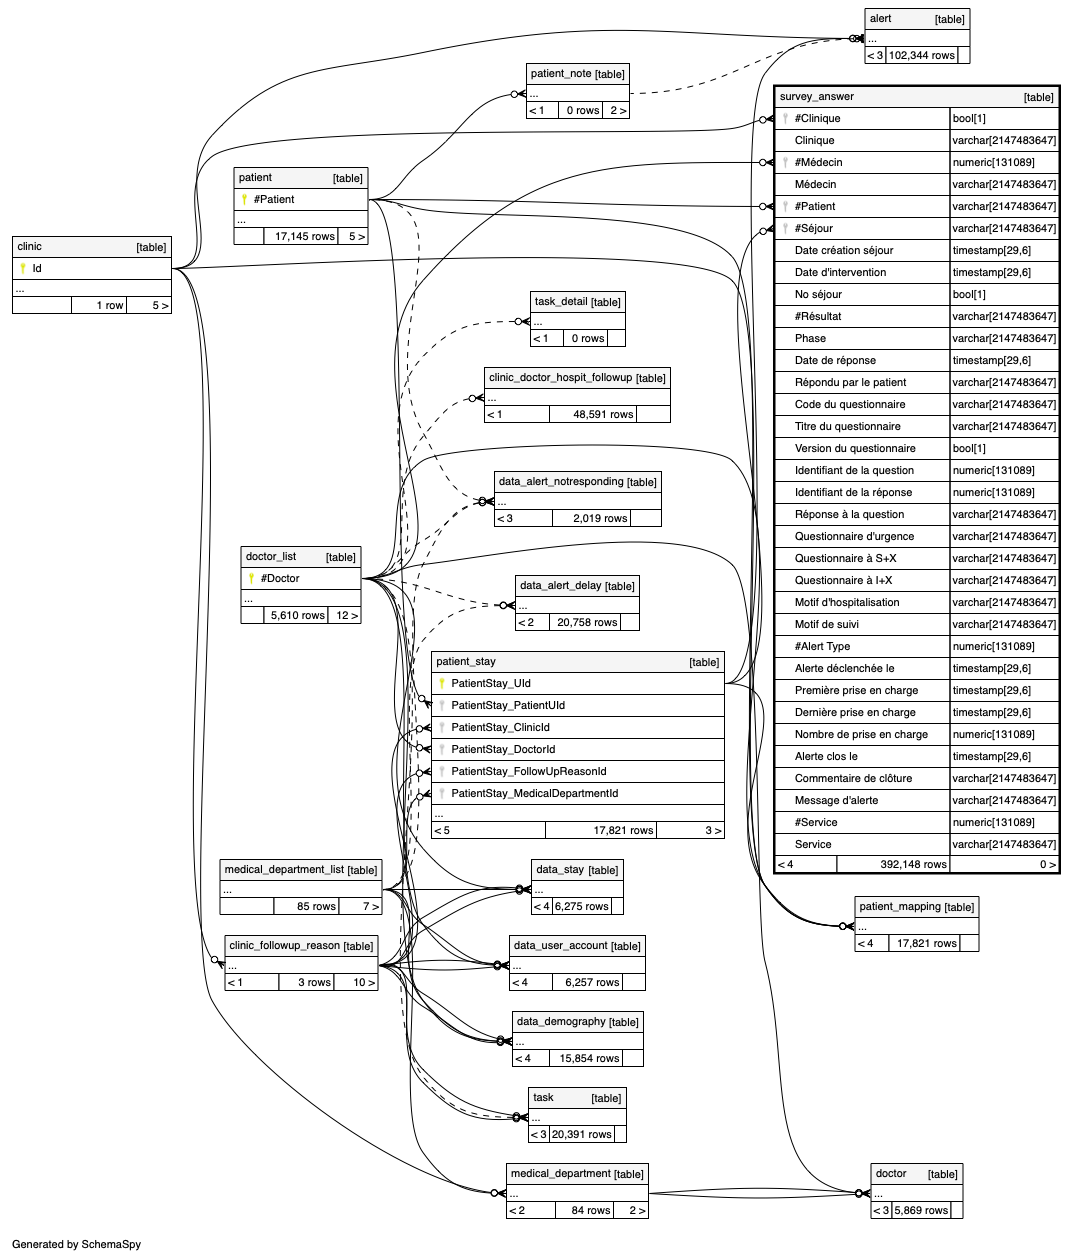 alert [table]
...
< 3 102,344 rows
patient_note [table]
...
< 1 0 rows 2 >
survey_answer [table]
#Clinique bool[1]
Clinique varchar[2147483647]
#Médecin numeric[131089]
Médecin varchar[2147483647]
#Patient varchar[2147483647]
#Séjour varchar[2147483647]
Date création séjour timestamp[29,6]
Date d'intervention timestamp[29,6]
No séjour bool[1]
#Résultat varchar[2147483647]
Phase varchar[2147483647]
Date de réponse timestamp[29,6]
Répondu par le patient varchar[2147483647]
Code du questionnaire varchar[2147483647]
Titre du questionnaire varchar[2147483647]
Version du questionnaire bool[1]
Identifiant de la question numeric[131089]
Identifiant de la réponse numeric[131089]
Réponse à la question varchar[2147483647]
Questionnaire d'urgence varchar[2147483647]
Questionnaire à S+X varchar[2147483647]
Questionnaire à I+X varchar[2147483647]
Motif d'hospitalisation varchar[2147483647]
Motif de suivi varchar[2147483647]
#Alert Type numeric[131089]
Alerte déclenchée le timestamp[29,6]
Première prise en charge timestamp[29,6]
Dernière prise en charge timestamp[29,6]
Nombre de prise en charge numeric[131089]
Alerte clos le timestamp[29,6]
Commentaire de clôture varchar[2147483647]
Message d'alerte varchar[2147483647]
#Service numeric[131089]
Service varchar[2147483647]
< 4 392,148 rows 0 >
patient [table]
#Patient
...
17,145 rows 5 >
clinic [table]
Id
...
1 row 5 >
task_detail [table]
...
< 1 0 rows
clinic_doctor_hospit_followup [table]
...
< 1 48,591 rows
data_alert_notresponding [table]
...
< 3 2,019 rows
doctor_list [table]
#Doctor
...
5,610 rows 12 >
data_alert_delay [table]
...
< 2 20,758 rows
patient_stay [table]
PatientStay_UId
PatientStay_PatientUId
PatientStay_ClinicId
PatientStay_DoctorId
PatientStay_FollowUpReasonId
PatientStay_MedicalDepartmentId
...
< 5 17,821 rows 3 >
medical_department_list [table]
...
85 rows 7 >
data_stay [table]
...
< 4 6,275 rows
patient_mapping [table]
...
< 4 17,821 rows
clinic_followup_reason [table]
...
< 1 3 rows 10 >
data_user_account [table]
...
< 4 6,257 rows
data_demography [table]
...
< 4 15,854 rows
task [table]
...
< 3 20,391 rows
medical_department [table]
...
< 2 84 rows 2 >
doctor [table]
...
< 3 5,869 rows
Generated by SchemaSpy